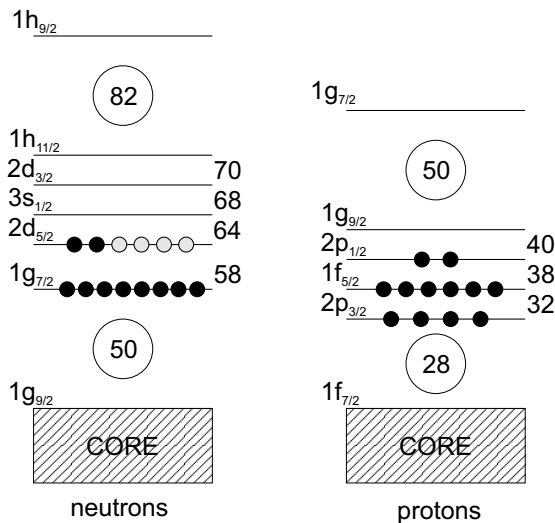 1h9/2
82
1h11/2
2d3/2 70
3s1/2 68
2d5/2 64
1g7/2 58
50
1g9/2
CORE
neutrons
1g7/2
50
1g9/2
2p1/2 40
1f5/2 38
2p3/2 32
28
1f7/2
CORE
protons